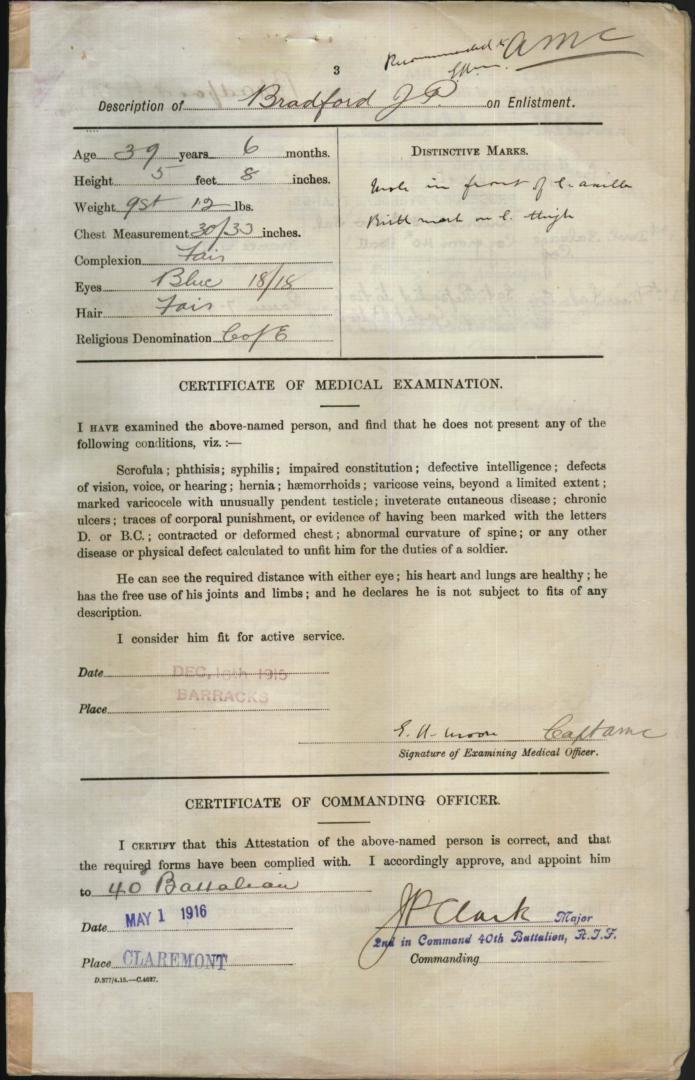 Recommended
AMC
3
Description of Bradford J. P. on Enlistment.
Age 39 years 6 months.
Height 5 feet 8 inches.
Weight 9st 12 lbs.
Chest Measurement 30/33 inches.
Complexion Fair
Eyes Blue 18/18
Hair Fair
Religious Denomination C of E
DISTINCTIVE MARKS.
Mole in front of L. axilla
Birth mark on L. thigh
CERTIFICATE OF MEDICAL EXAMINATION.
I HAVE examined the above-named person, and find that he does not present any of the
following conditions, viz. :—
Scrofula ; phthisis ; syphilis ; impaired constitution ; defective intelligence ; defects
of vision, voice, or hearing ; hernia ; hæmorrhoids ; varicose veins, beyond a limited extent ;
marked varicocele with unusually pendent testicle ; inveterate cutaneous disease ; chronic
ulcers ; traces of corporal punishment, or evidence of having been marked with the letters
D. or B.C. ; contracted or deformed chest ; abnormal curvature of spine ; or any other
disease or physical defect calculated to unfit him for the duties of a soldier.
He can see the required distance with either eye ; his heart and lungs are healthy ; he
has the free use of his joints and limbs ; and he declares he is not subject to fits of any
description.
I consider him fit for active service.
Date DEC. 1915
Place BARRACKS
E. A. Moore Capt AMC
Signature of Examining Medical Officer.
CERTIFICATE OF COMMANDING OFFICER.
I CERTIFY that this Attestation of the above-named person is correct, and that
the required forms have been complied with. I accordingly approve, and appoint him
to 40 Battalion
Date MAY 1 1916
J P Clark Major
2nd in Command 40th Battalion, A.I.F.
Place CLAREMONT
Commanding
D.577/4.15.—C.4637.